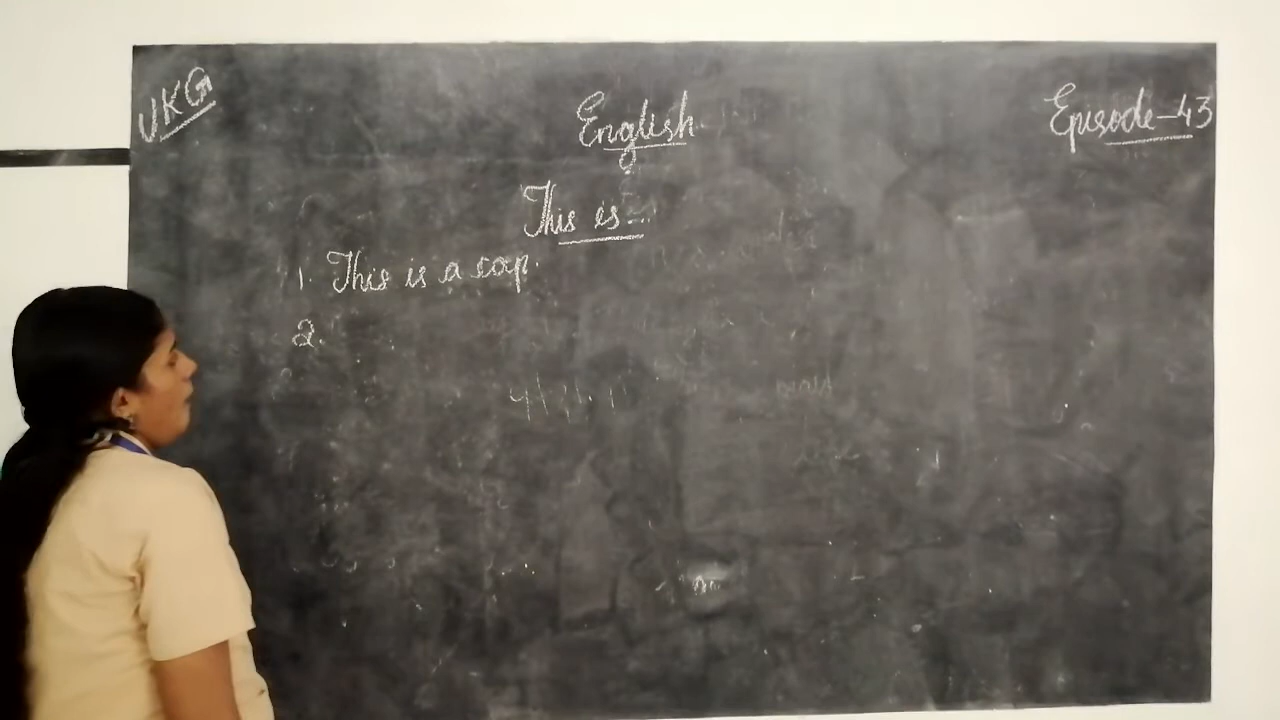 UKG
English
Episode-43
This is...
1. This is a cap.
2.